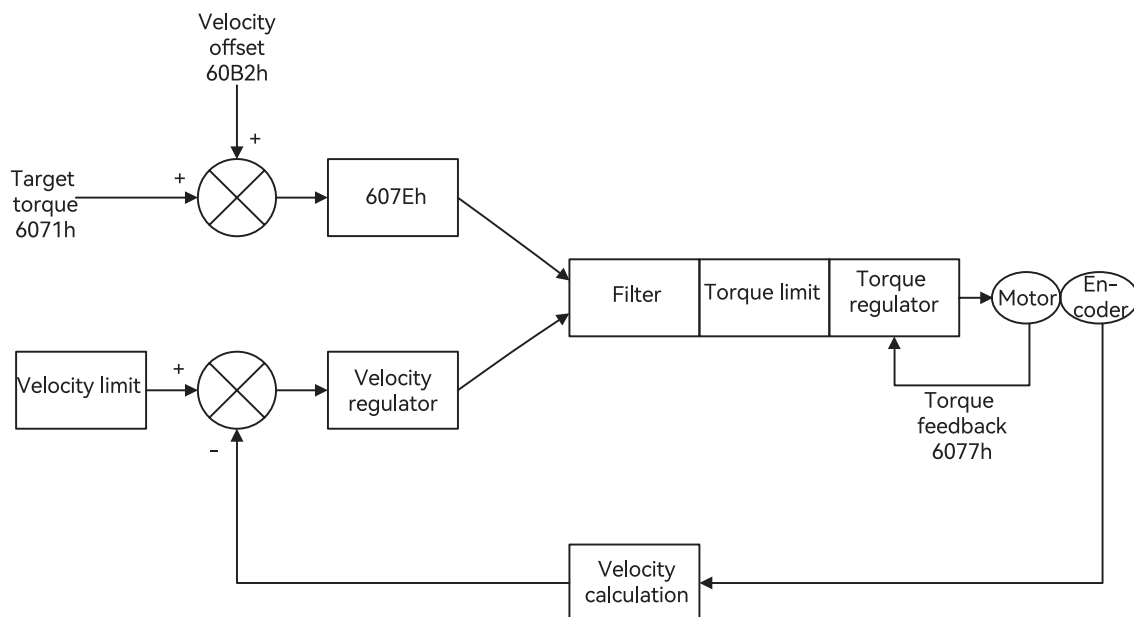 Velocity
offset
60B2h
+
+
Target
torque
6071h
607Eh
Filter
Torque limit
Torque
regulator
Motor
En-
coder
Velocity limit
+
-
Velocity
regulator
Torque
feedback
6077h
Velocity
calculation